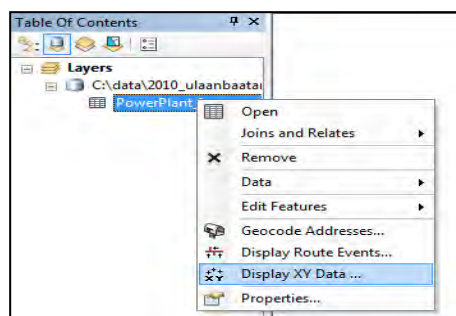 Table Of Contents
Layers
C:\data\2010_ulaanbaatar
PowerPlant
Open
Joins and Relates
Remove
Data
Edit Features
Geocode Addresses...
Display Route Events...
Display XY Data ...
Properties...